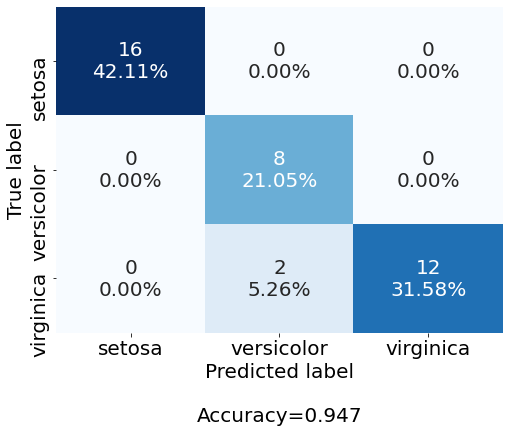 True label
setosa
16
42.11%
0
0.00%
0
0.00%
versicolor
0
0.00%
8
21.05%
0
0.00%
virginica
0
0.00%
2
5.26%
12
31.58%
setosa
versicolor
virginica
Predicted label
Accuracy=0.947